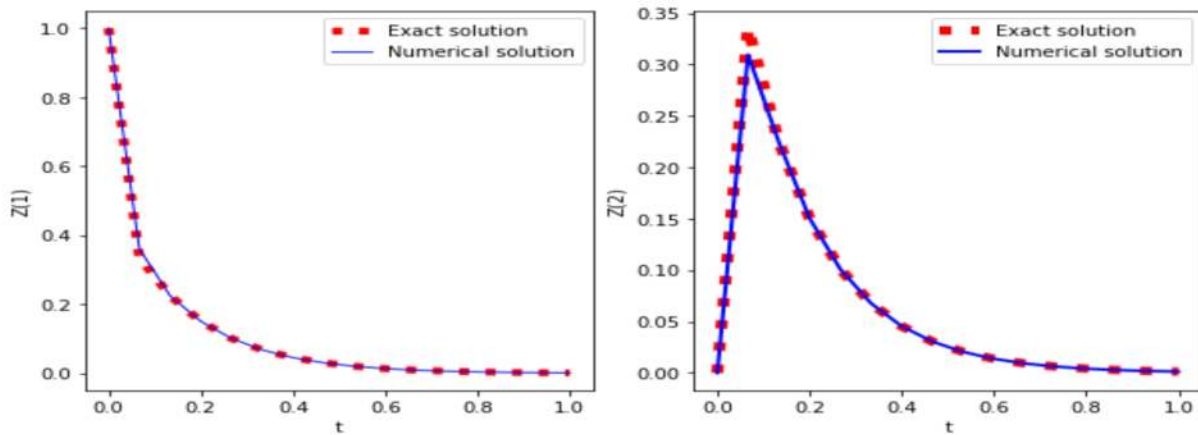 Exact solution
Numerical solution
1.0
0.8
0.6
0.4
0.2
0.0
Z(1)
0.0 0.2 0.4 0.6 0.8 1.0
t
Exact solution
Numerical solution
0.35
0.30
0.25
0.20
0.15
0.10
0.05
0.00
Z(2)
0.0 0.2 0.4 0.6 0.8 1.0
t